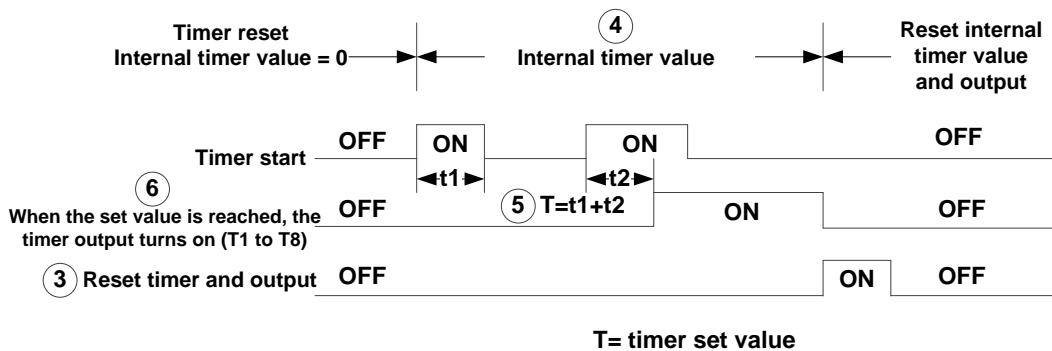 Timer reset
Internal timer value = 0
④
Internal timer value
Reset internal
timer value
and output
Timer start
OFF
ON
ON
OFF
t1
t2
⑥
When the set value is reached, the
timer output turns on (T1 to T8)
OFF
⑤ T=t1+t2
ON
OFF
③ Reset timer and output
OFF
ON
OFF
T= timer set value